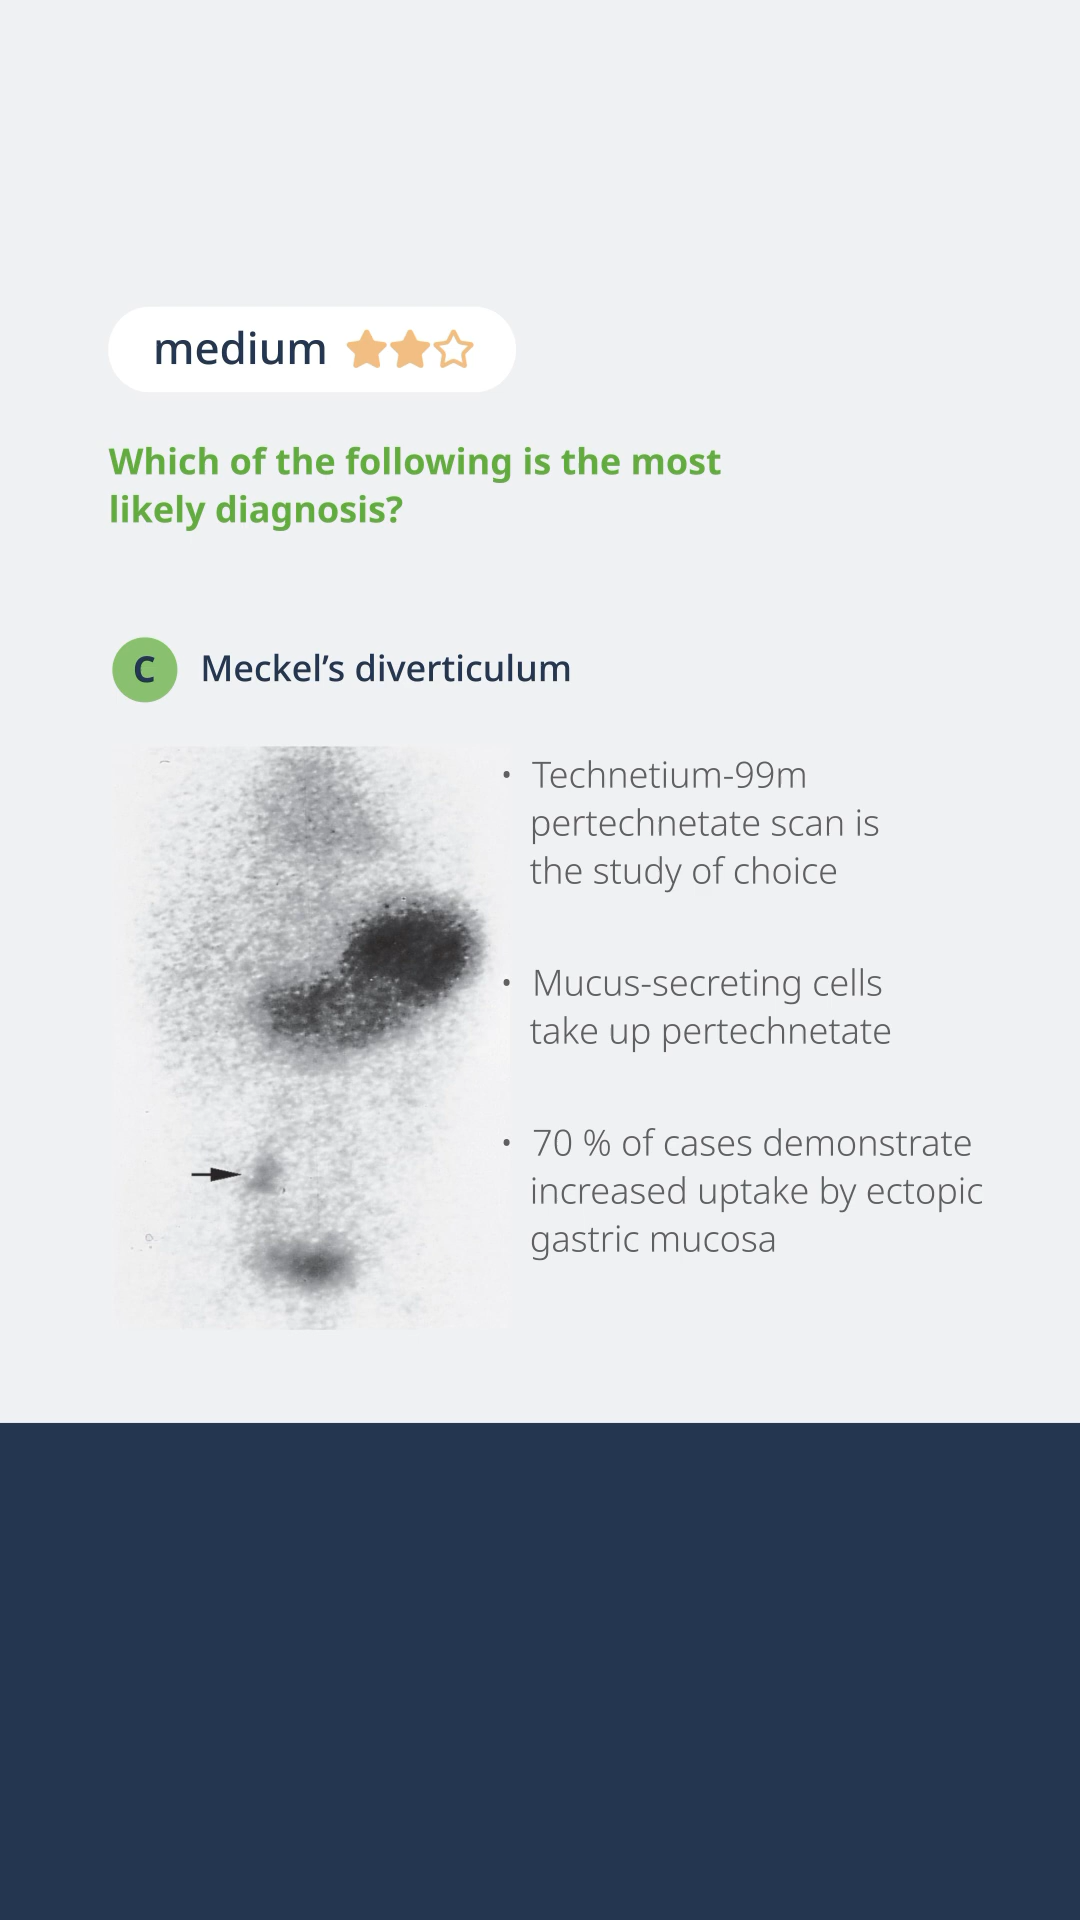 medium
Which of the following is the most
likely diagnosis?
C Meckel’s diverticulum
• Technetium-99m
pertechnetate scan is
the study of choice
• Mucus-secreting cells
take up pertechnetate
• 70 % of cases demonstrate
increased uptake by ectopic
gastric mucosa